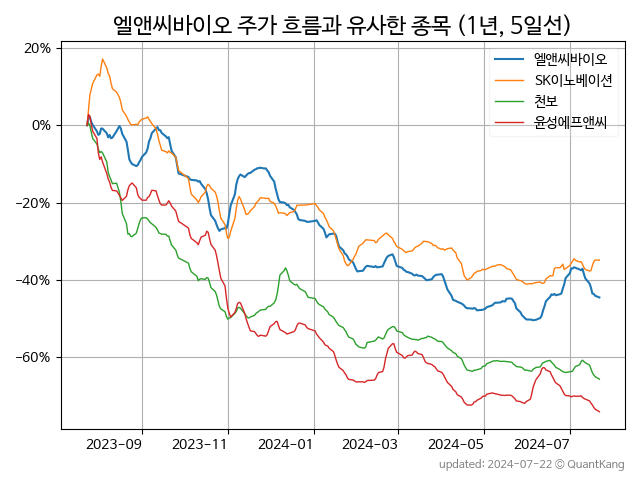 엘앤씨바이오 주가 흐름과 유사한 종목 (1년, 5일선)
엘앤씨바이오
SK이노베이션
천보
윤성에프앤씨
20%
0%
−20%
−40%
−60%
2023-09
2023-11
2024-01
2024-03
2024-05
2024-07
updated: 2024-07-22 © QuantKang